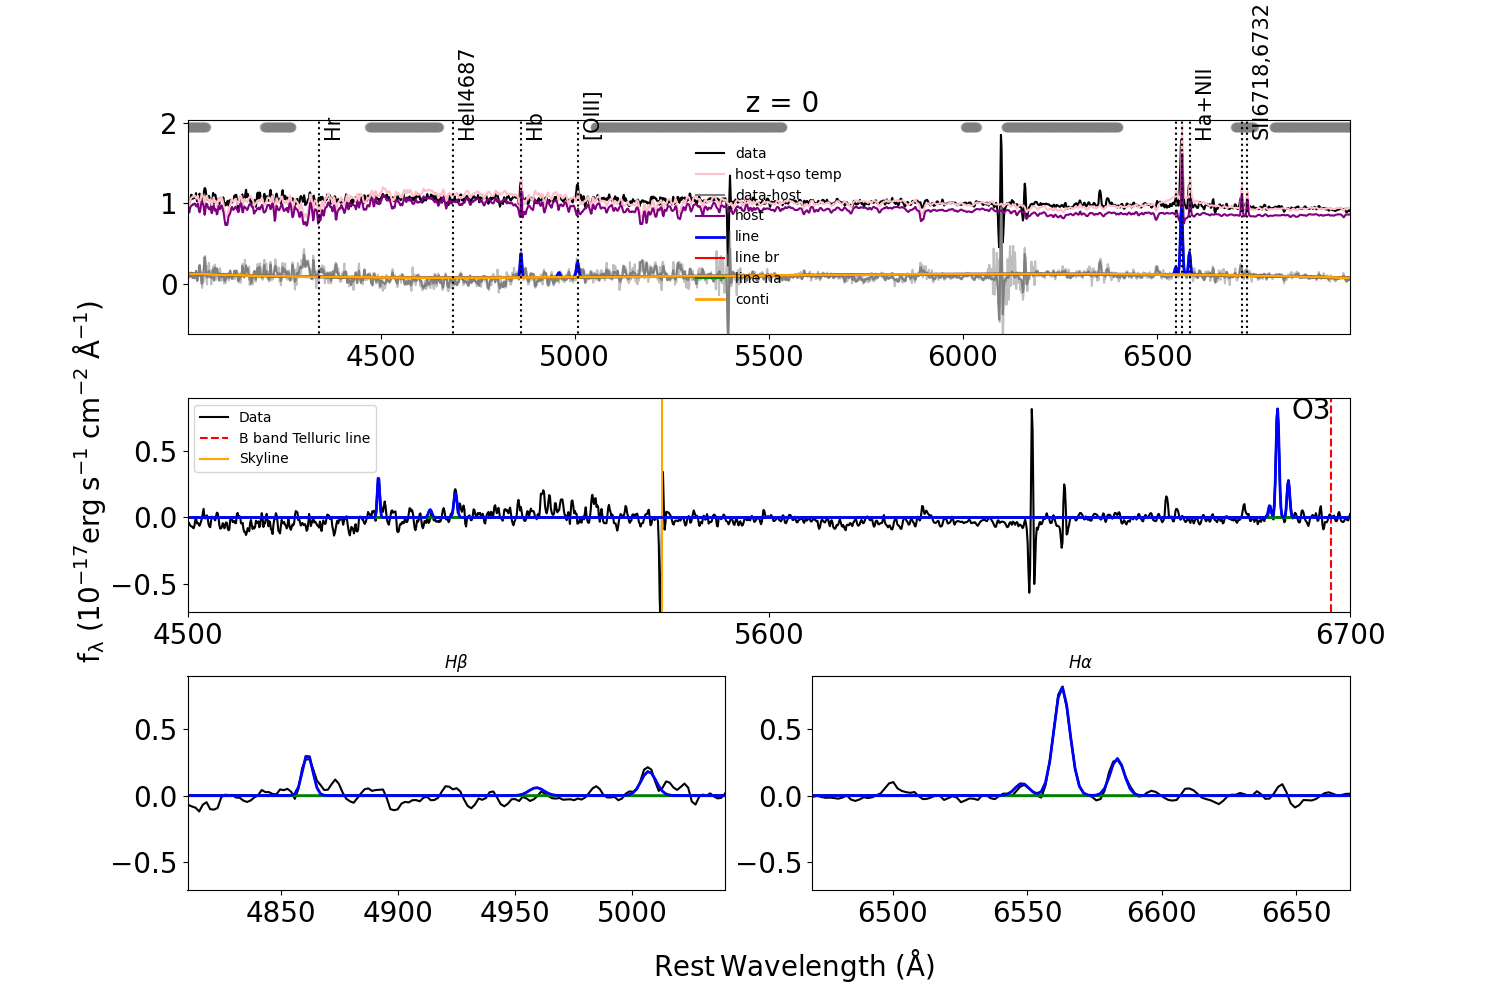 z = 0
Hr
HeII4687
Hb
[OIII]
Ha+NII
SII6718,6732
2
1
0
data
host+qso temp
data-host
host
line
line br
line na
conti
4500
5000
5500
6000
6500
f_λ (10^−17 erg s^−1 cm^−2 Å^−1)
0.5
0.0
−0.5
Data
B band Telluric line
Skyline
O3
4500
5600
6700
Hβ
0.5
0.0
−0.5
4850
4900
4950
5000
Hα
0.5
0.0
−0.5
6500
6550
6600
6650
Rest Wavelength (Å)